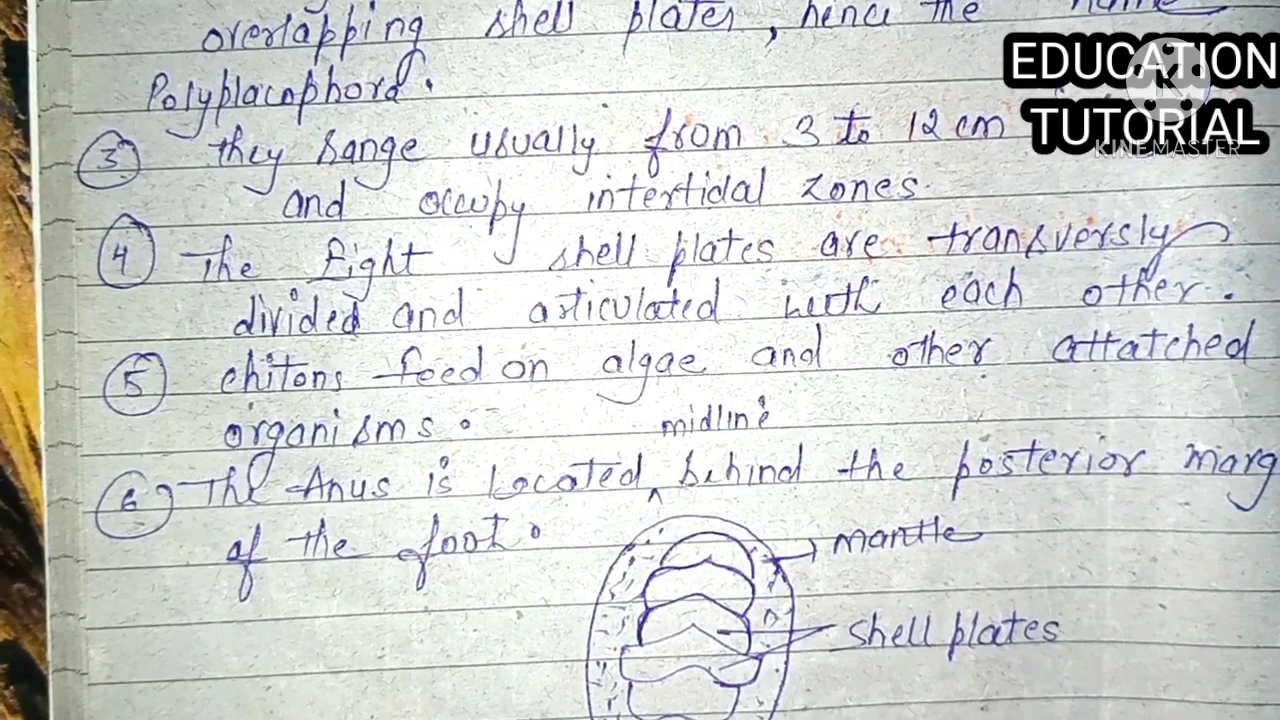 overlapping shell plates, hence the name
Polyplacophord.
EDUCATION
TUTORIAL
KINEMASTER
3 they range usually from 3 to 12 cm
and occupy intertidal zones.
4 The Eight shell plates are transversly
divided and articulated with each other.
5 chitons feed on algae and other attatched
organisms.
midline
6 The Anus is Located ^ behind the posterior marg
of the foot.
mantle
shell plates